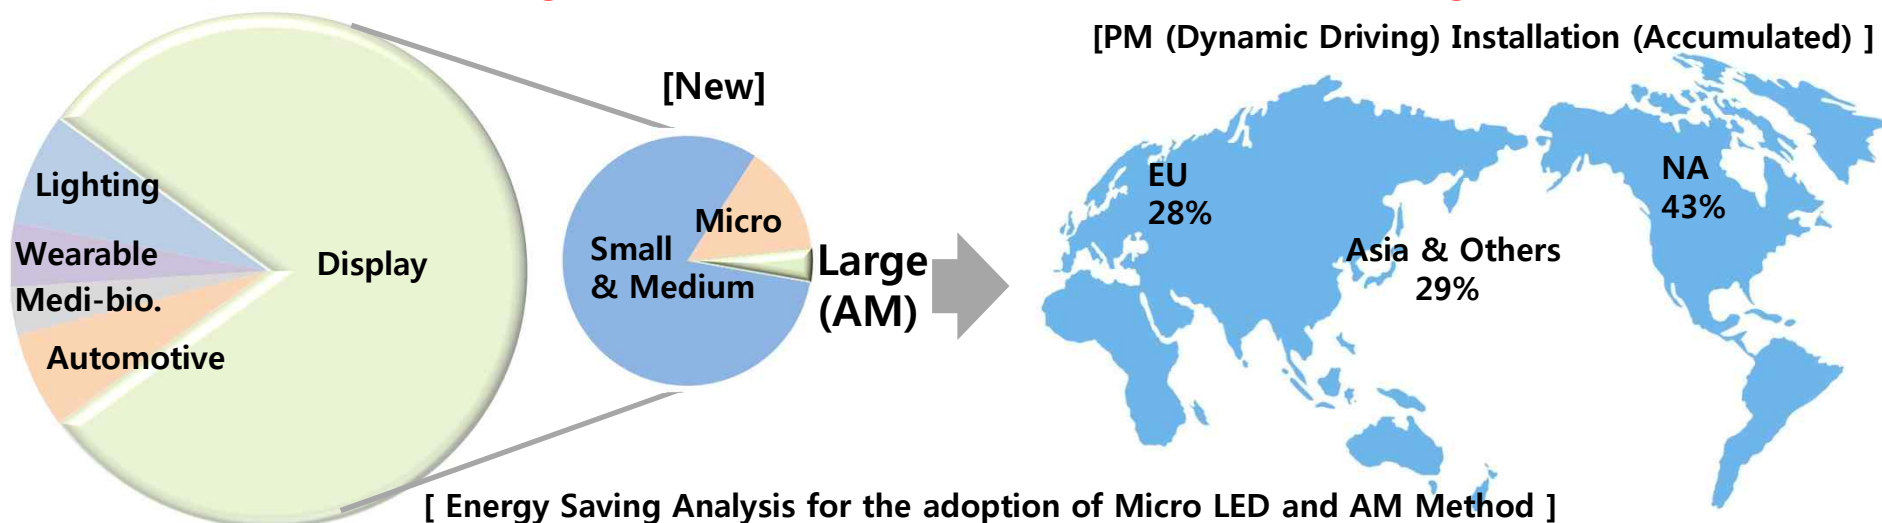 [PM (Dynamic Driving) Installation (Accumulated) ]
[New]
Lighting
Wearable
Medi-bio.
Automotive
Display
Micro
Small
& Medium
Large
(AM)
EU
28%
Asia & Others
29%
NA
43%
[ Energy Saving Analysis for the adoption of Micro LED and AM Method ]